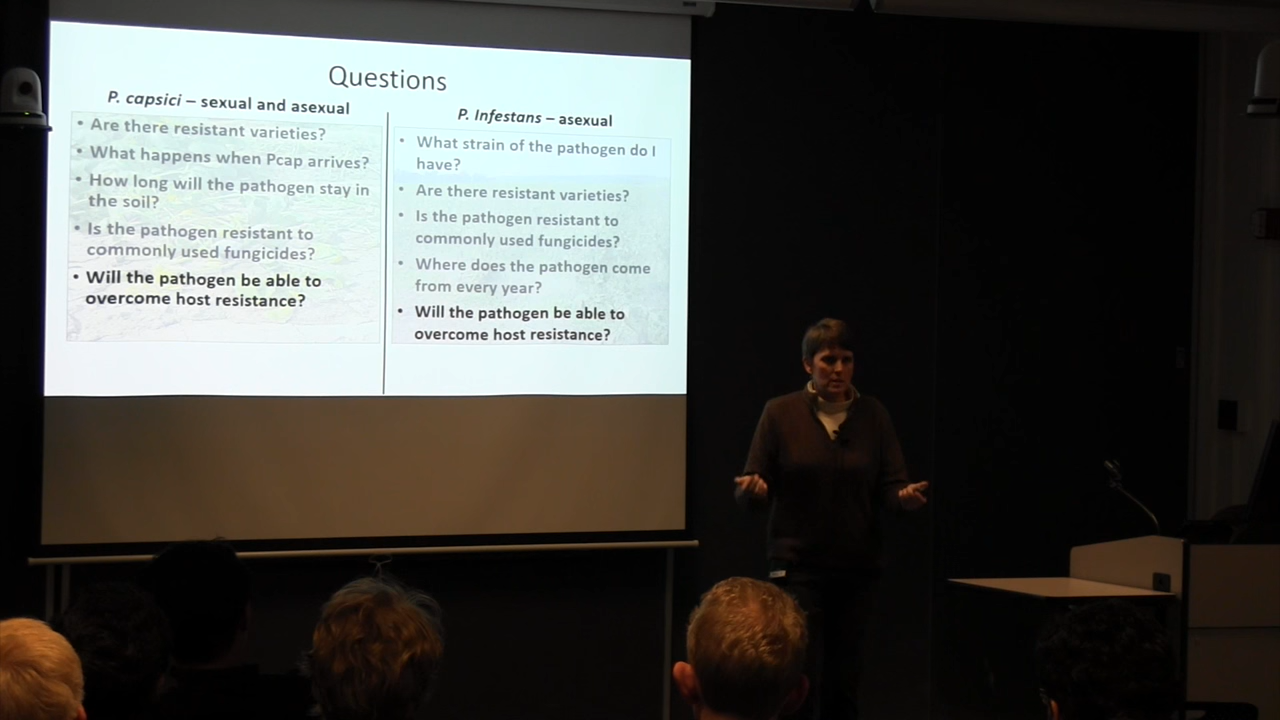 Questions
P. capsici – sexual and asexual
• Are there resistant varieties?
• What happens when Pcap arrives?
• How long will the pathogen stay in
the soil?
• Is the pathogen resistant to
commonly used fungicides?
• Will the pathogen be able to
overcome host resistance?
P. Infestans – asexual
• What strain of the pathogen do I
have?
• Are there resistant varieties?
• Is the pathogen resistant to
commonly used fungicides?
• Where does the pathogen come
from every year?
• Will the pathogen be able to
overcome host resistance?